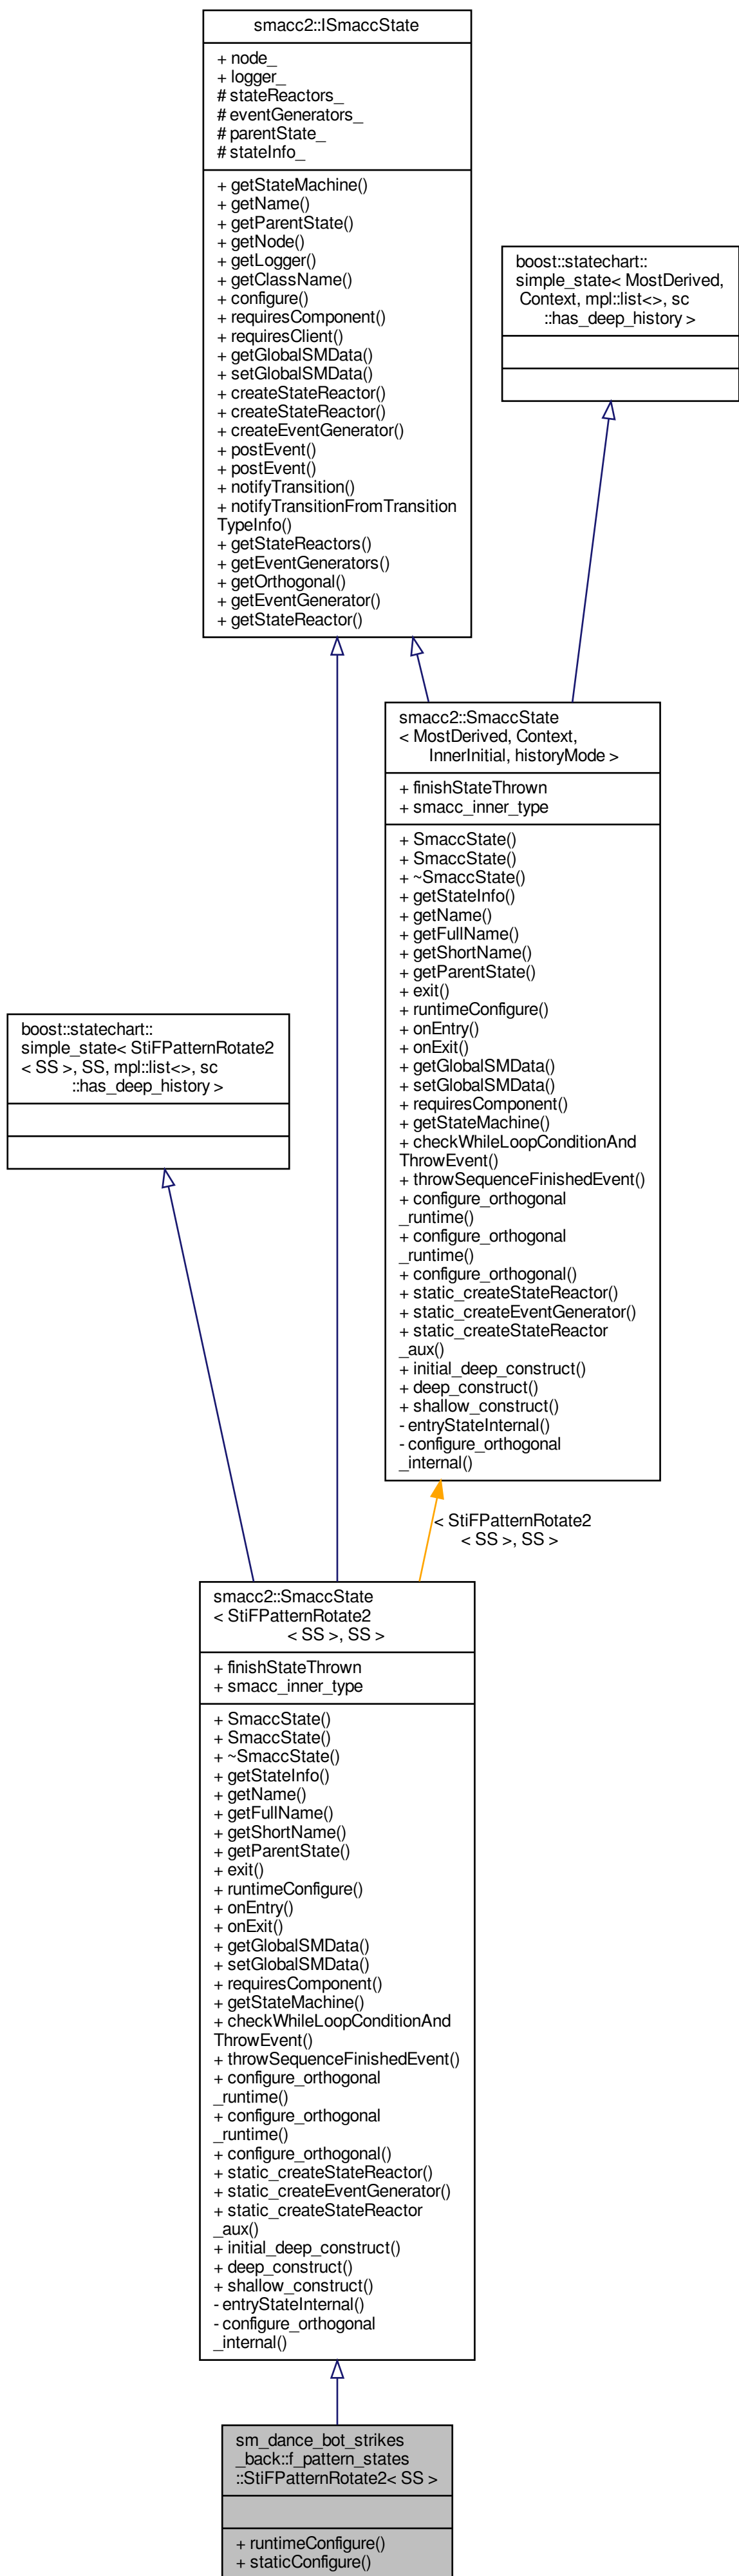 smacc2::ISmaccState
+ node_
+ logger_
# stateReactors_
# eventGenerators_
# parentState_
# stateInfo_
+ getStateMachine()
+ getName()
+ getParentState()
+ getNode()
+ getLogger()
+ getClassName()
+ configure()
+ requiresComponent()
+ requiresClient()
+ getGlobalSMData()
+ setGlobalSMData()
+ createStateReactor()
+ createStateReactor()
+ createEventGenerator()
+ postEvent()
+ postEvent()
+ notifyTransition()
+ notifyTransitionFromTransition
TypeInfo()
+ getStateReactors()
+ getEventGenerators()
+ getOrthogonal()
+ getEventGenerator()
+ getStateReactor()
boost::statechart::
simple_state< MostDerived,
Context, mpl::list<>, sc
::has_deep_history >
smacc2::SmaccState
< MostDerived, Context,
InnerInitial, historyMode >
+ finishStateThrown
+ smacc_inner_type
+ SmaccState()
+ SmaccState()
+ ~SmaccState()
+ getStateInfo()
+ getName()
+ getFullName()
+ getShortName()
+ getParentState()
+ exit()
+ runtimeConfigure()
+ onEntry()
+ onExit()
+ getGlobalSMData()
+ setGlobalSMData()
+ requiresComponent()
+ getStateMachine()
+ checkWhileLoopConditionAnd
ThrowEvent()
+ throwSequenceFinishedEvent()
+ configure_orthogonal
_runtime()
+ configure_orthogonal
_runtime()
+ configure_orthogonal()
+ static_createStateReactor()
+ static_createEventGenerator()
+ static_createStateReactor
_aux()
+ initial_deep_construct()
+ deep_construct()
+ shallow_construct()
- entryStateInternal()
- configure_orthogonal
_internal()
boost::statechart::
simple_state< StiFPatternRotate2
< SS >, SS, mpl::list<>, sc
::has_deep_history >
< StiFPatternRotate2
< SS >, SS >
smacc2::SmaccState
< StiFPatternRotate2
< SS >, SS >
+ finishStateThrown
+ smacc_inner_type
+ SmaccState()
+ SmaccState()
+ ~SmaccState()
+ getStateInfo()
+ getName()
+ getFullName()
+ getShortName()
+ getParentState()
+ exit()
+ runtimeConfigure()
+ onEntry()
+ onExit()
+ getGlobalSMData()
+ setGlobalSMData()
+ requiresComponent()
+ getStateMachine()
+ checkWhileLoopConditionAnd
ThrowEvent()
+ throwSequenceFinishedEvent()
+ configure_orthogonal
_runtime()
+ configure_orthogonal
_runtime()
+ configure_orthogonal()
+ static_createStateReactor()
+ static_createEventGenerator()
+ static_createStateReactor
_aux()
+ initial_deep_construct()
+ deep_construct()
+ shallow_construct()
- entryStateInternal()
- configure_orthogonal
_internal()
sm_dance_bot_strikes
_back::f_pattern_states
::StiFPatternRotate2< SS >
+ runtimeConfigure()
+ staticConfigure()